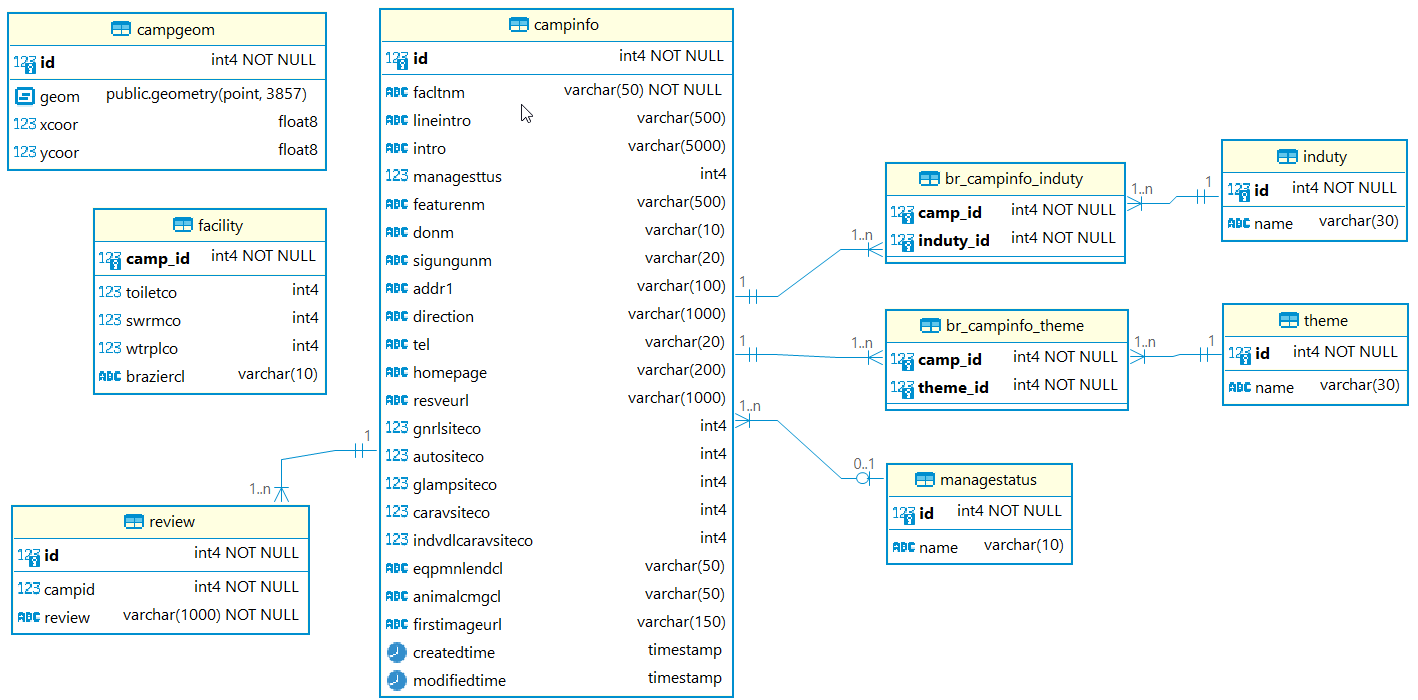 campgeom
123 id int4 NOT NULL
geom public.geometry(point, 3857)
123 xcoor float8
123 ycoor float8
facility
123 camp_id int4 NOT NULL
123 toiletco int4
123 swrmco int4
123 wtrplco int4
ABC braziercl varchar(10)
review
123 id int4 NOT NULL
123 campid int4 NOT NULL
ABC review varchar(1000) NOT NULL
1
1..n
campinfo
123 id int4 NOT NULL
ABC facltnm varchar(50) NOT NULL
ABC lineintro varchar(500)
ABC intro varchar(5000)
123 managesttus int4
ABC featurenm varchar(500)
ABC donm varchar(10)
ABC sigungunm varchar(20)
ABC addr1 varchar(100)
ABC direction varchar(1000)
ABC tel varchar(20)
ABC homepage varchar(200)
ABC resveurl varchar(1000)
123 gnrlsiteco int4
123 autositeco int4
123 glampsiteco int4
123 caravsiteco int4
123 indvdlcaravsiteco int4
ABC eqpmnlendcl varchar(50)
ABC animalcmgcl varchar(50)
ABC firstimageurl varchar(150)
createdtime timestamp
modifiedtime timestamp
1
1..n
1
1..n
1..n
0..1
br_campinfo_induty
123 camp_id int4 NOT NULL
123 induty_id int4 NOT NULL
1..n
1
induty
123 id int4 NOT NULL
ABC name varchar(30)
br_campinfo_theme
123 camp_id int4 NOT NULL
123 theme_id int4 NOT NULL
1..n
1
theme
123 id int4 NOT NULL
ABC name varchar(30)
managestatus
123 id int4 NOT NULL
ABC name varchar(10)